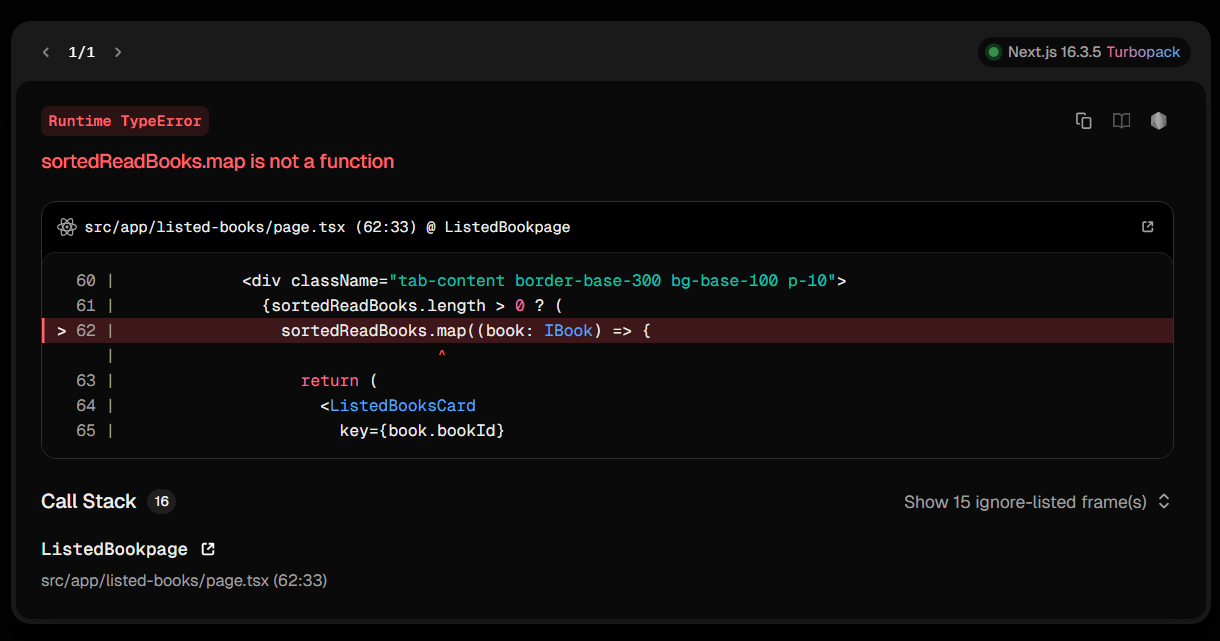 1/1
Next.js 16.3.5 Turbopack
Runtime TypeError
sortedReadBooks.map is not a function
src/app/listed-books/page.tsx (62:33) @ ListedBookpage
60 | <div className="tab-content border-base-300 bg-base-100 p-10">
61 | {sortedReadBooks.length > 0 ? (
> 62 | sortedReadBooks.map((book: IBook) => {
| ^
63 | return (
64 | <ListedBooksCard
65 | key={book.bookId}
Call Stack 16
Show 15 ignore-listed frame(s)
ListedBookpage
src/app/listed-books/page.tsx (62:33)